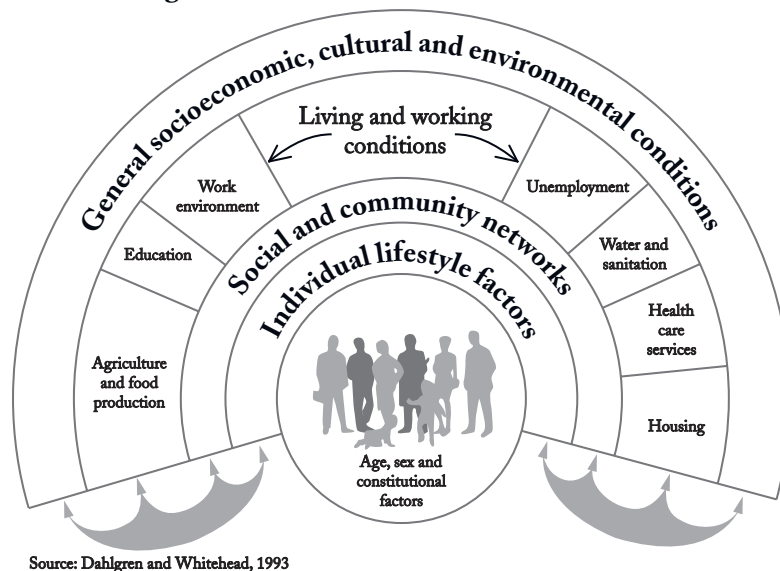 General socioeconomic, cultural and environmental conditions
Living and working
conditions
Work
environment
Unemployment
Education
Water and
sanitation
Agriculture
and food
production
Health
care
services
Housing
Social and community networks
Individual lifestyle factors
Age, sex and
constitutional
factors
Source: Dahlgren and Whitehead, 1993